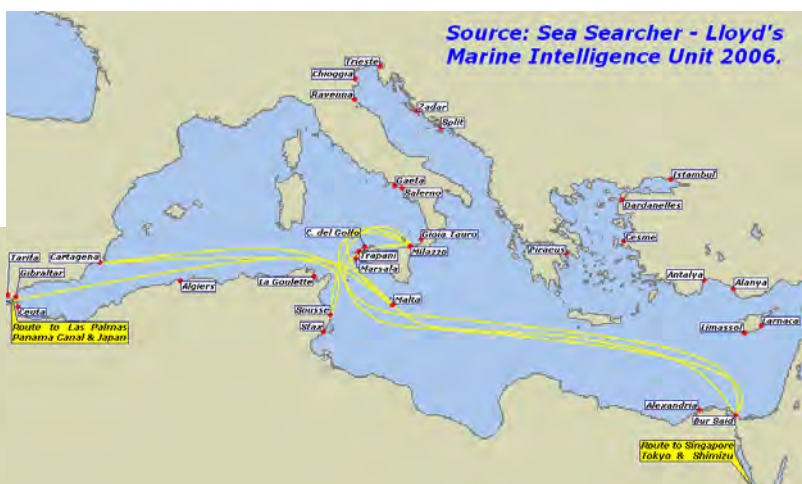 Source: Sea Searcher - Lloyd's
Marine Intelligence Unit 2006.
Trieste
Chioggia
Ravenna
Zadar
Split
Gaeta
Salerno
Istambul
Dardanelles
C. del Golfo
Gioia Tauro
Cesme
Tarifa
Cartagena
Trapani
Milazzo
Piraeus
Gibraltar
Marsala
Algiers
La Goulette
Antalya
Alanya
Malta
Ceuta
Sousse
Sfax
Larnaca
Limassol
Route to Las Palmas
Panama Canal & Japan
Alexandria
Bur Said
Route to Singapore
Tokyo & Shimizu